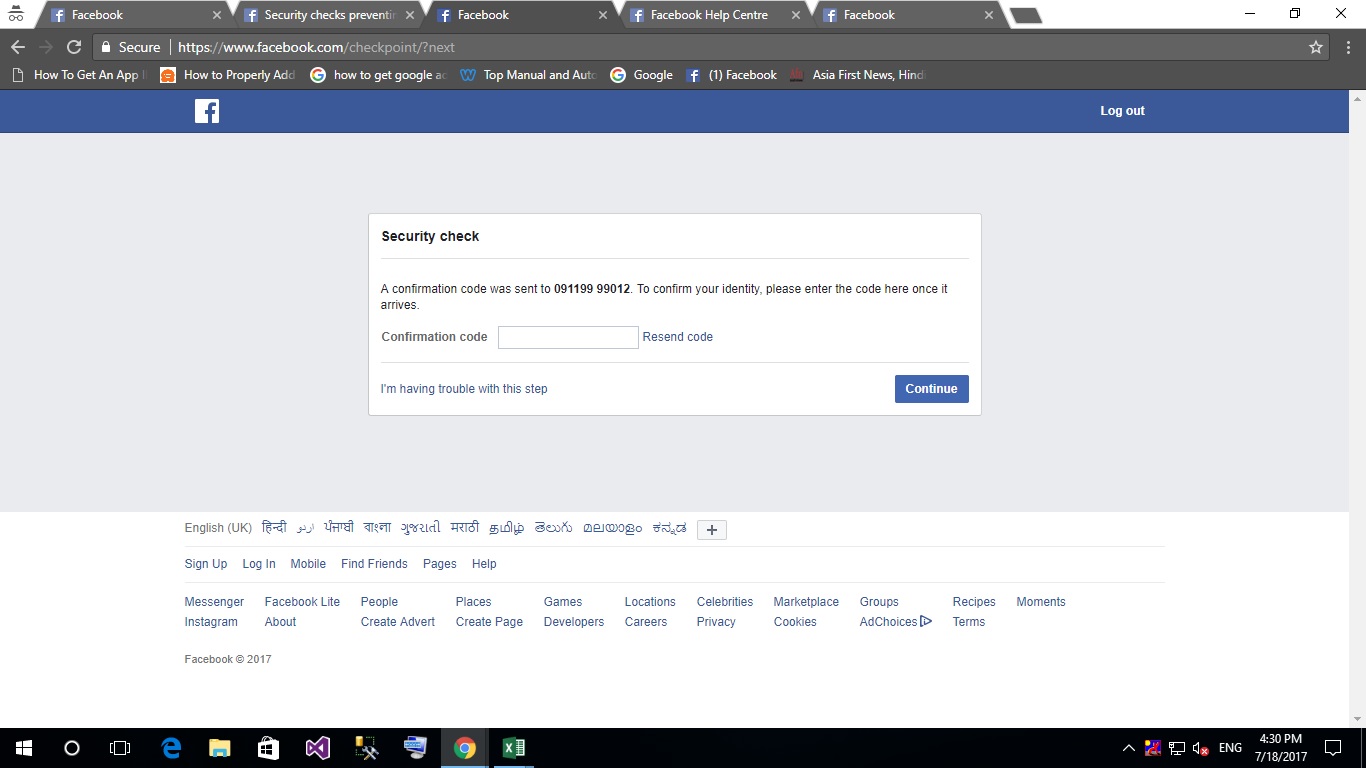 Facebook
Security checks preventin
Facebook
Facebook Help Centre
Facebook
Secure
https://www.facebook.com/checkpoint/?next
How To Get An App I
How to Properly Add
how to get google ac
Top Manual and Auto
Google
(1) Facebook
Asia First News, Hind
Log out
Security check
A confirmation code was sent to 091199 99012. To confirm your identity, please enter the code here once it
arrives.
Confirmation code
Resend code
I'm having trouble with this step
Continue
English (UK) हिन्दी اردو ਪੰਜਾਬੀ বাংলা ગુજરાતી मराठी தமிழ் తెలుగు മലയാളം ಕನ್ನಡ +
Sign Up Log In Mobile Find Friends Pages Help
Messenger Facebook Lite People Places Games Locations Celebrities Marketplace Groups Recipes Moments
Instagram About Create Advert Create Page Developers Careers Privacy Cookies AdChoices Terms
Facebook © 2017
ENG
4:30 PM
7/18/2017